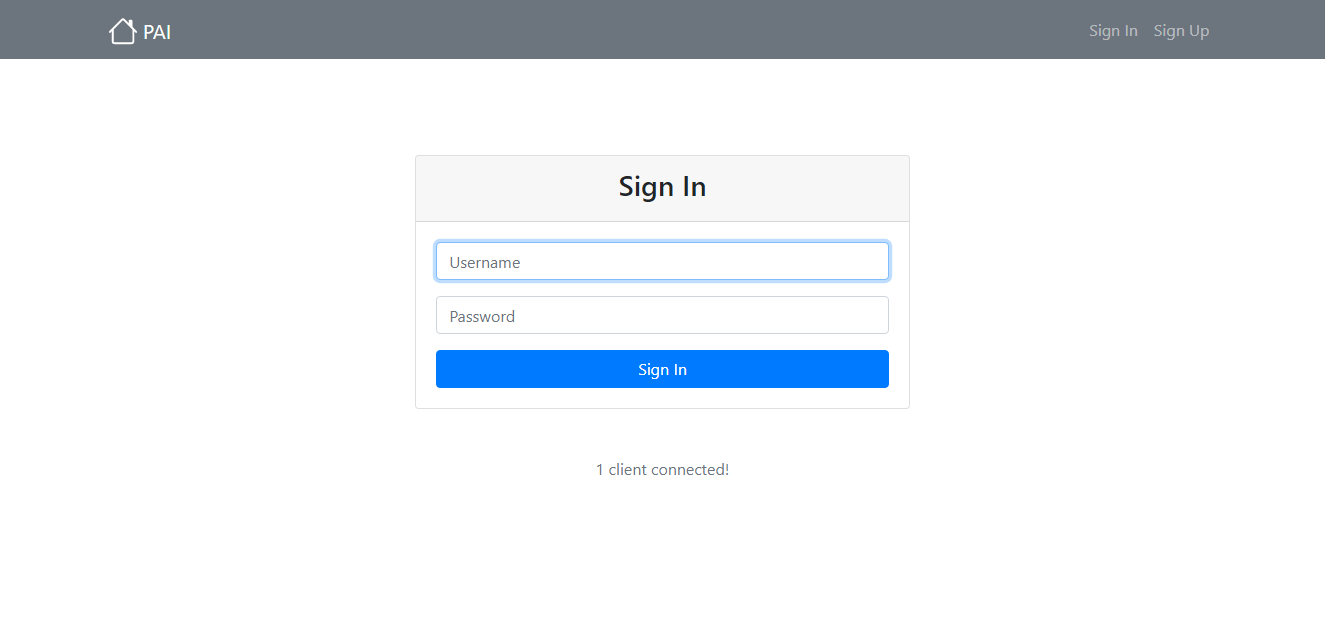 PAI
Sign In Sign Up
Sign In
Username
Password
Sign In
1 client connected!